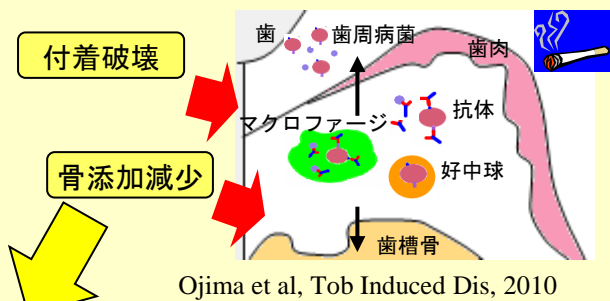 付着破壊
歯
歯周病菌
歯肉
マクロファージ
抗体
骨添加減少
好中球
歯槽骨
Ojima et al, Tob Induced Dis, 2010